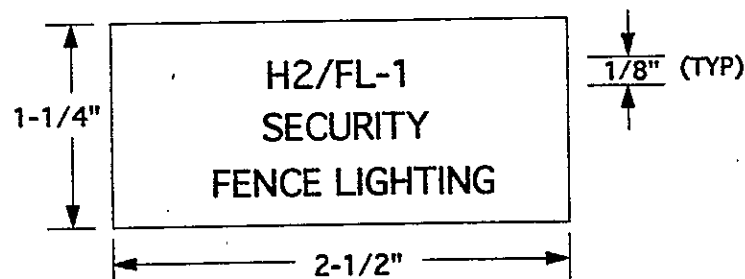 H2/FL-1
1/8" (TYP)
1-1/4"
SECURITY
FENCE LIGHTING
2-1/2"